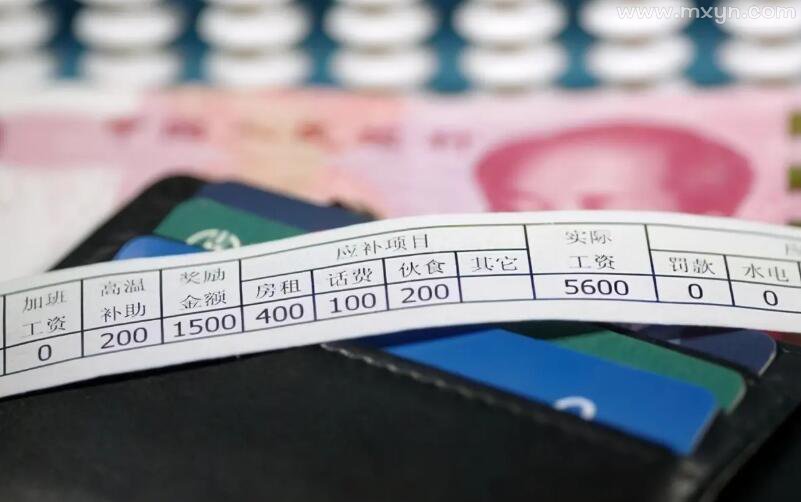 www.mxyn.com
应补项目
加班 高温 奖励 房租 话费 伙食 其它 实际 罚款 水电
工资 补助 金额 工资
0 200 1500 400 100 200 5600 0 0